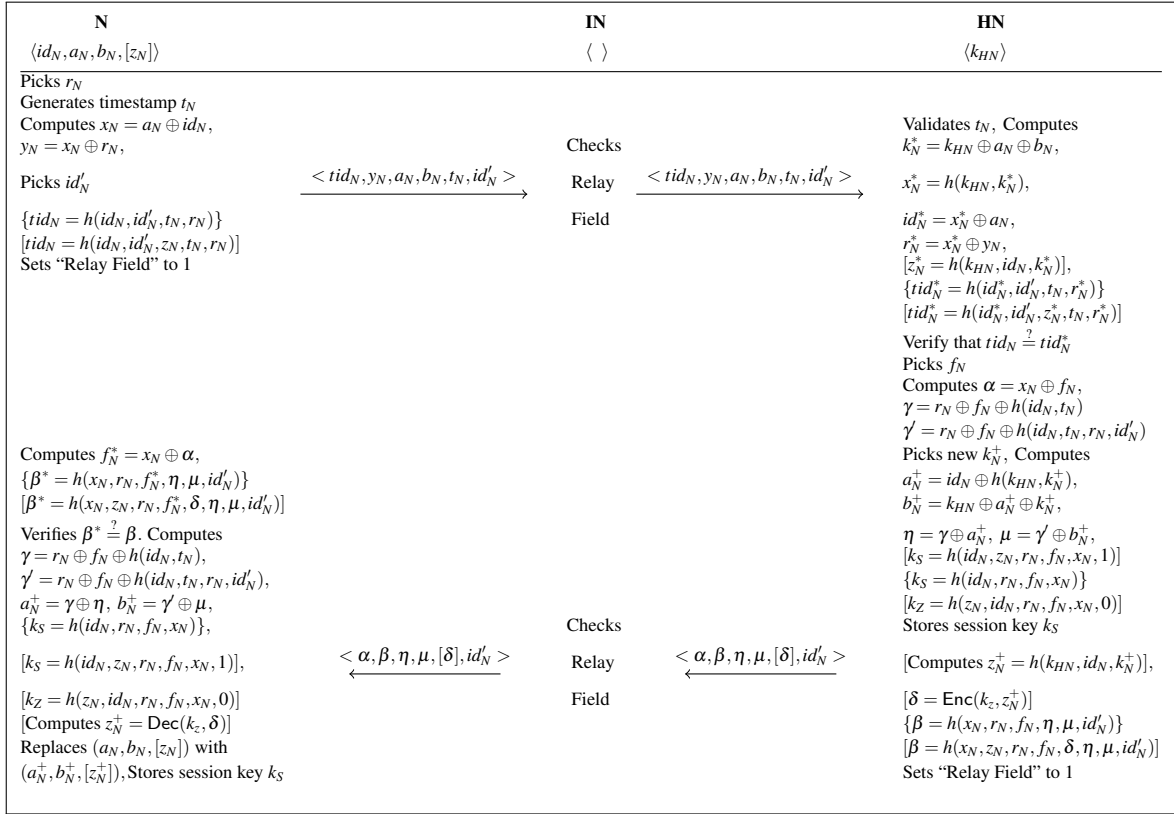 N IN HN
⟨id_N, a_N, b_N, [z_N]⟩ ⟨ ⟩ ⟨k_HN⟩
Picks r_N
Generates timestamp t_N
Computes x_N = a_N ⊕ id_N, Validates t_N, Computes
y_N = x_N ⊕ r_N, Checks k*_N = k_HN ⊕ a_N ⊕ b_N,
Picks id′_N < tid_N, y_N, a_N, b_N, t_N, id′_N > Relay < tid_N, y_N, a_N, b_N, t_N, id′_N > x*_N = h(k_HN, k*_N),
{tid_N = h(id_N, id′_N, t_N, r_N)} Field id*_N = x*_N ⊕ a_N,
[tid_N = h(id_N, id′_N, z_N, t_N, r_N)] r*_N = x*_N ⊕ y_N,
Sets “Relay Field” to 1 [z*_N = h(k_HN, id_N, k*_N)],
{tid*_N = h(id*_N, id′_N, t_N, r*_N)}
[tid*_N = h(id*_N, id′_N, z*_N, t_N, r*_N)]
Verify that tid_N ≟ tid*_N
Picks f_N
Computes α = x_N ⊕ f_N,
γ = r_N ⊕ f_N ⊕ h(id_N, t_N)
γ′ = r_N ⊕ f_N ⊕ h(id_N, t_N, r_N, id′_N)
Computes f*_N = x_N ⊕ α, Picks new k⁺_N, Computes
{β* = h(x_N, r_N, f*_N, η, μ, id′_N)} a⁺_N = id_N ⊕ h(k_HN, k⁺_N),
[β* = h(x_N, z_N, r_N, f*_N, δ, η, μ, id′_N)] b⁺_N = k_HN ⊕ a⁺_N ⊕ k⁺_N,
Verifies β* ≟ β. Computes η = γ ⊕ a⁺_N, μ = γ′ ⊕ b⁺_N,
γ = r_N ⊕ f_N ⊕ h(id_N, t_N), [k_S = h(id_N, z_N, r_N, f_N, x_N, 1)]
γ′ = r_N ⊕ f_N ⊕ h(id_N, t_N, r_N, id′_N), {k_S = h(id_N, r_N, f_N, x_N)}
a⁺_N = γ ⊕ η, b⁺_N = γ′ ⊕ μ, [k_Z = h(z_N, id_N, r_N, f_N, x_N, 0)]
{k_S = h(id_N, r_N, f_N, x_N)}, Checks Stores session key k_S
[k_S = h(id_N, z_N, r_N, f_N, x_N, 1)], < α, β, η, μ, [δ], id′_N > Relay < α, β, η, μ, [δ], id′_N > [Computes z⁺_N = h(k_HN, id_N, k⁺_N)],
[k_Z = h(z_N, id_N, r_N, f_N, x_N, 0)] Field [δ = Enc(k_z, z⁺_N)]
[Computes z⁺_N = Dec(k_z, δ)] {β = h(x_N, r_N, f_N, η, μ, id′_N)}
Replaces (a_N, b_N, [z_N]) with [β = h(x_N, z_N, r_N, f_N, δ, η, μ, id′_N)]
(a⁺_N, b⁺_N, [z⁺_N]), Stores session key k_S Sets “Relay Field” to 1